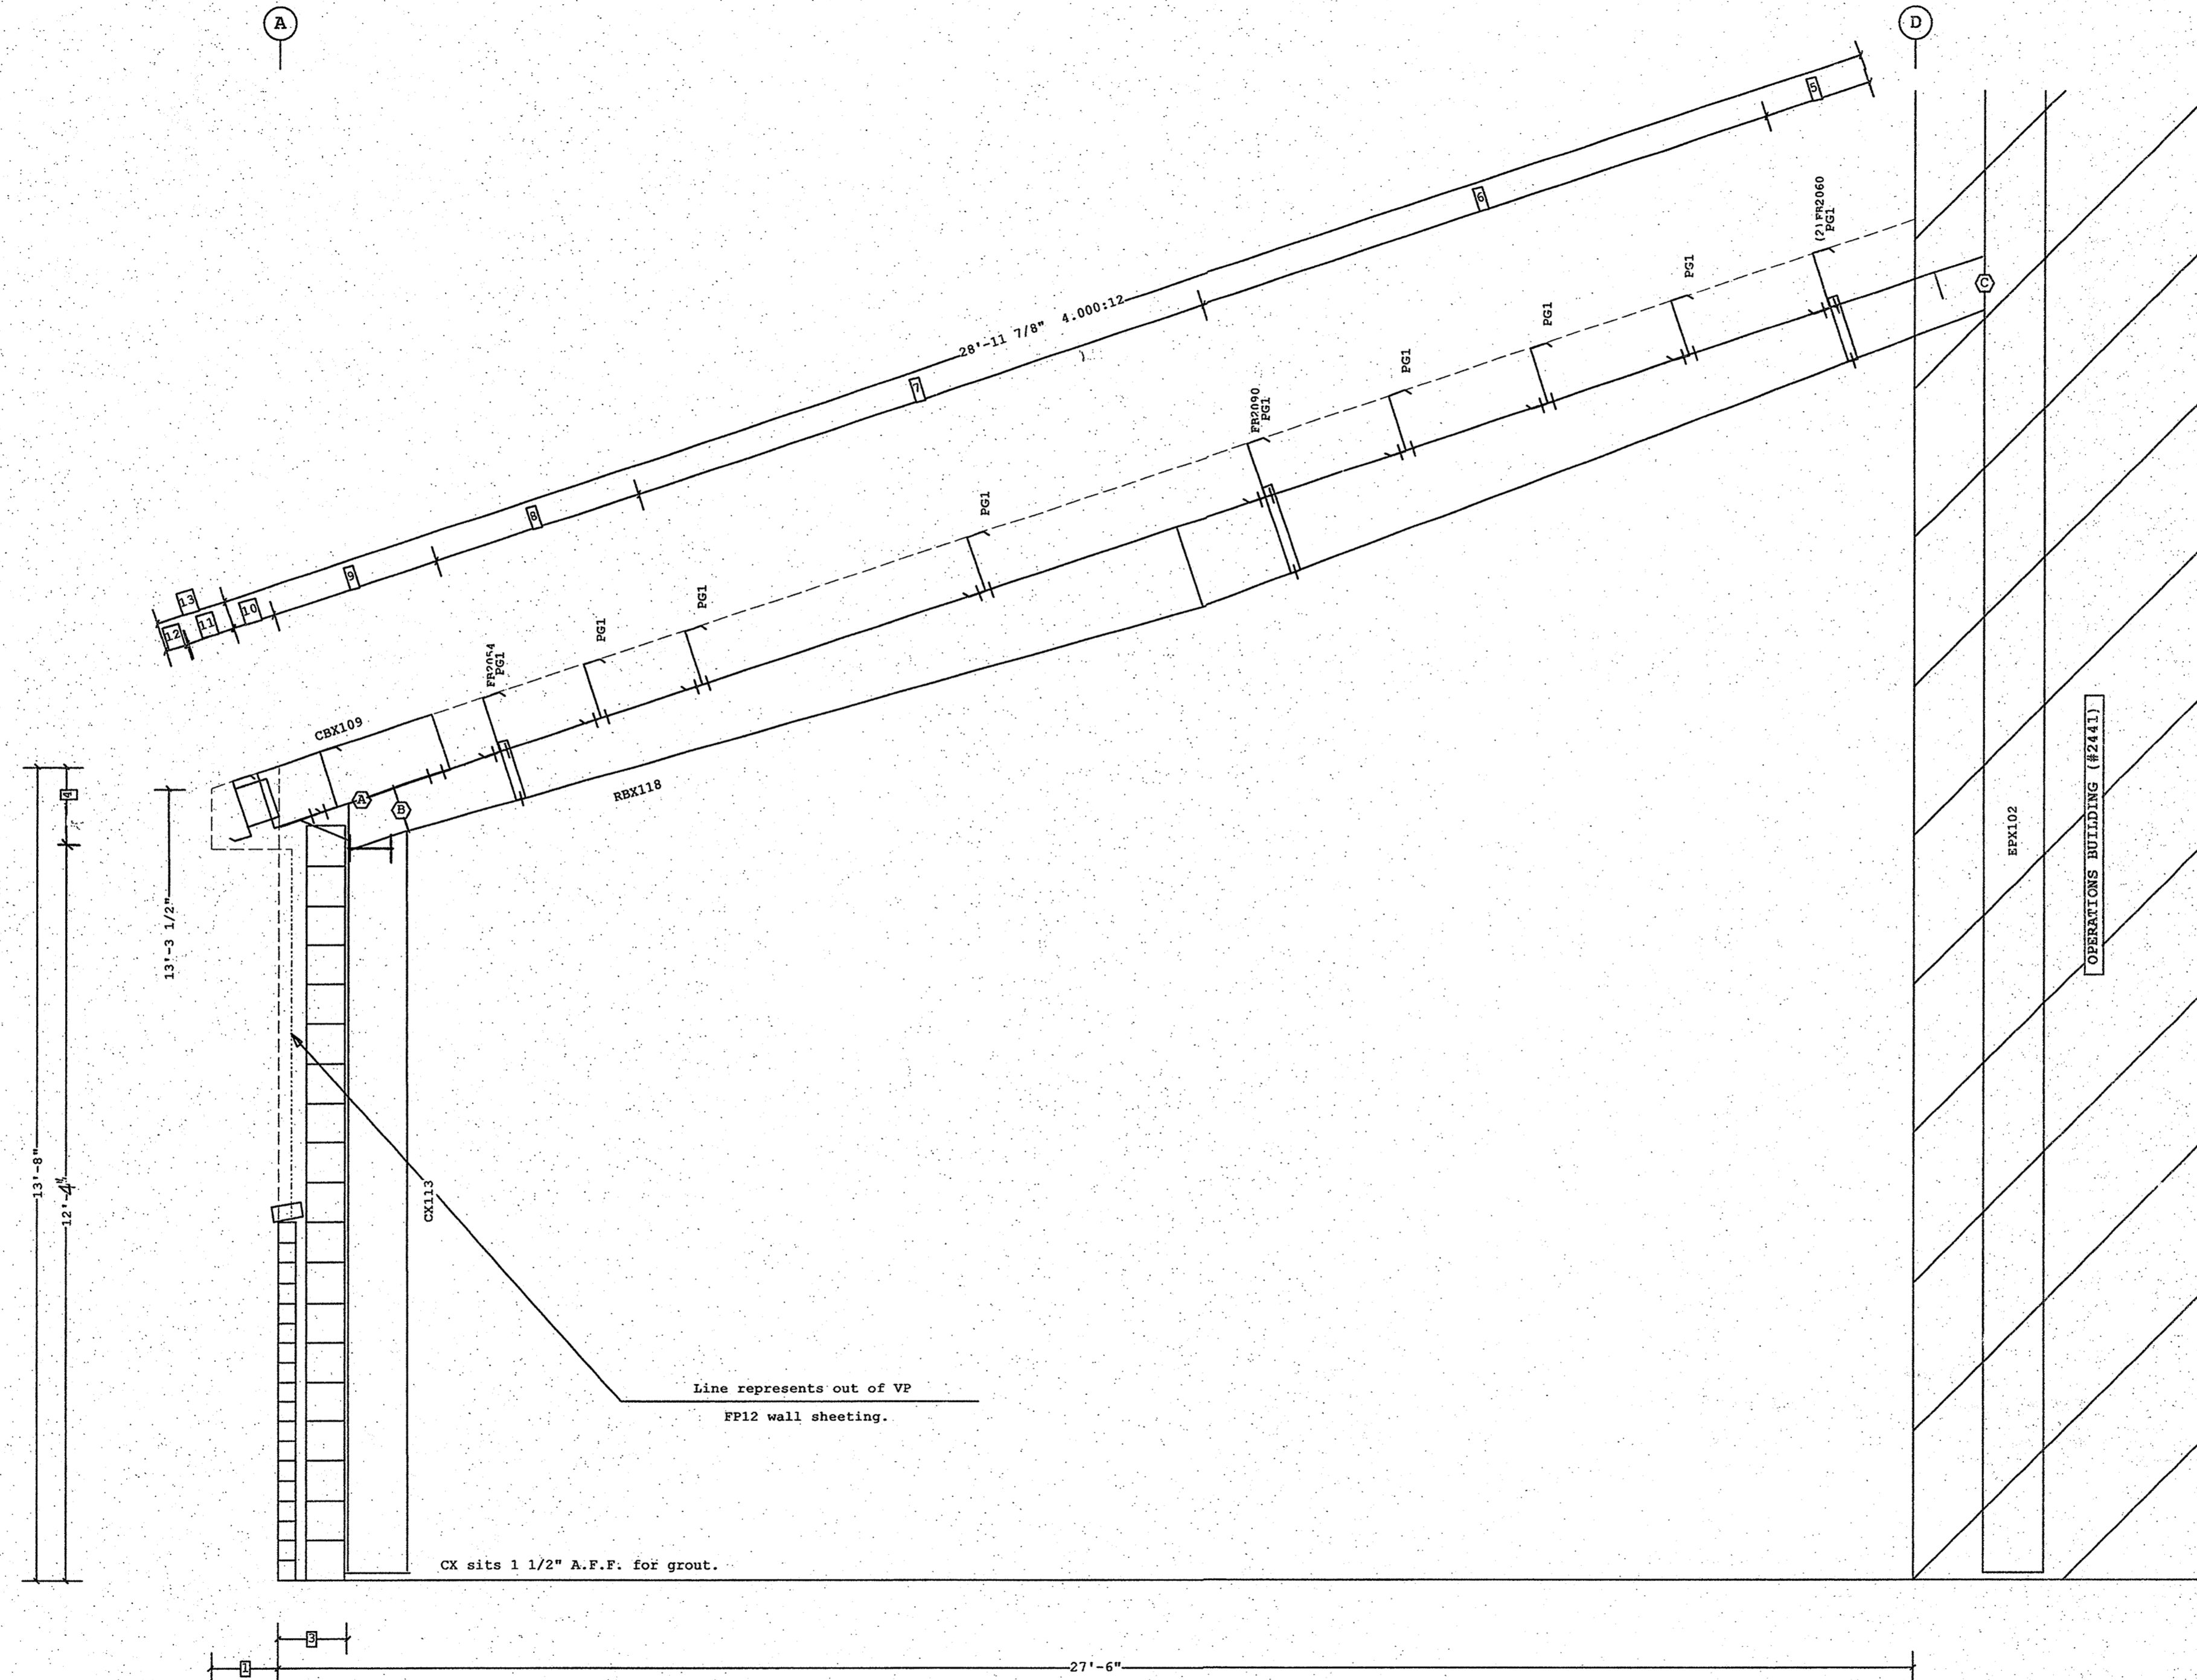 A
D
5
6
(2) FR2060
PG1
PG1
28'-11 7/8" 4.000:12
C
PG1
7
PG1
FR2090
PG1
8
PG1
9
13
10
11
12
PG1
PG1
FR2054
PG1
CBX109
A
B
RBX118
4
13'-3 1/2"
OPERATIONS BUILDING (#2441)
EPX102
13'-8"
12'-4"
CX113
Line represents out of VP
FP12 wall sheeting.
CX sits 1 1/2" A.F.F. for grout.
3
1
27'-6"